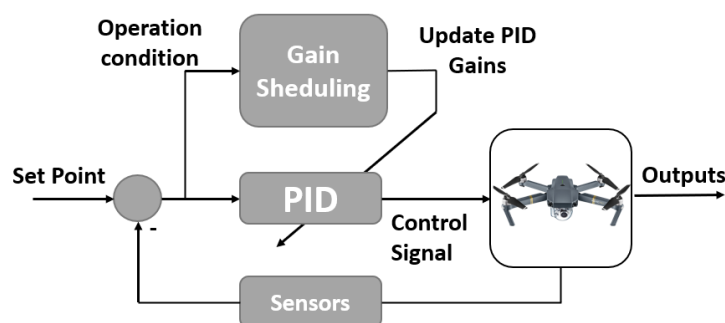 Operation
condition
Gain
Sheduling
Update PID
Gains
Set Point
PID
Outputs
-
Control
Signal
Sensors